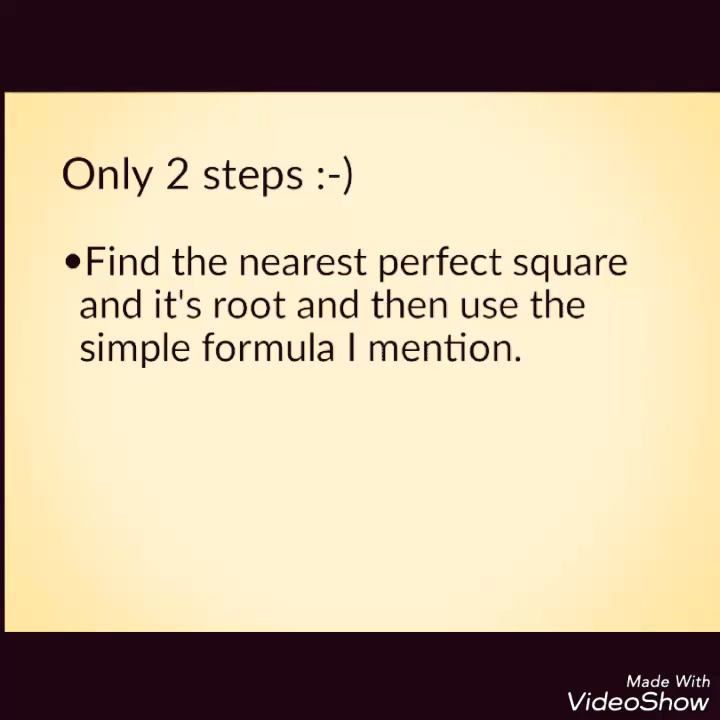 Only 2 steps :-)
•Find the nearest perfect square
and it's root and then use the
simple formula I mention.
Made With
VideoShow